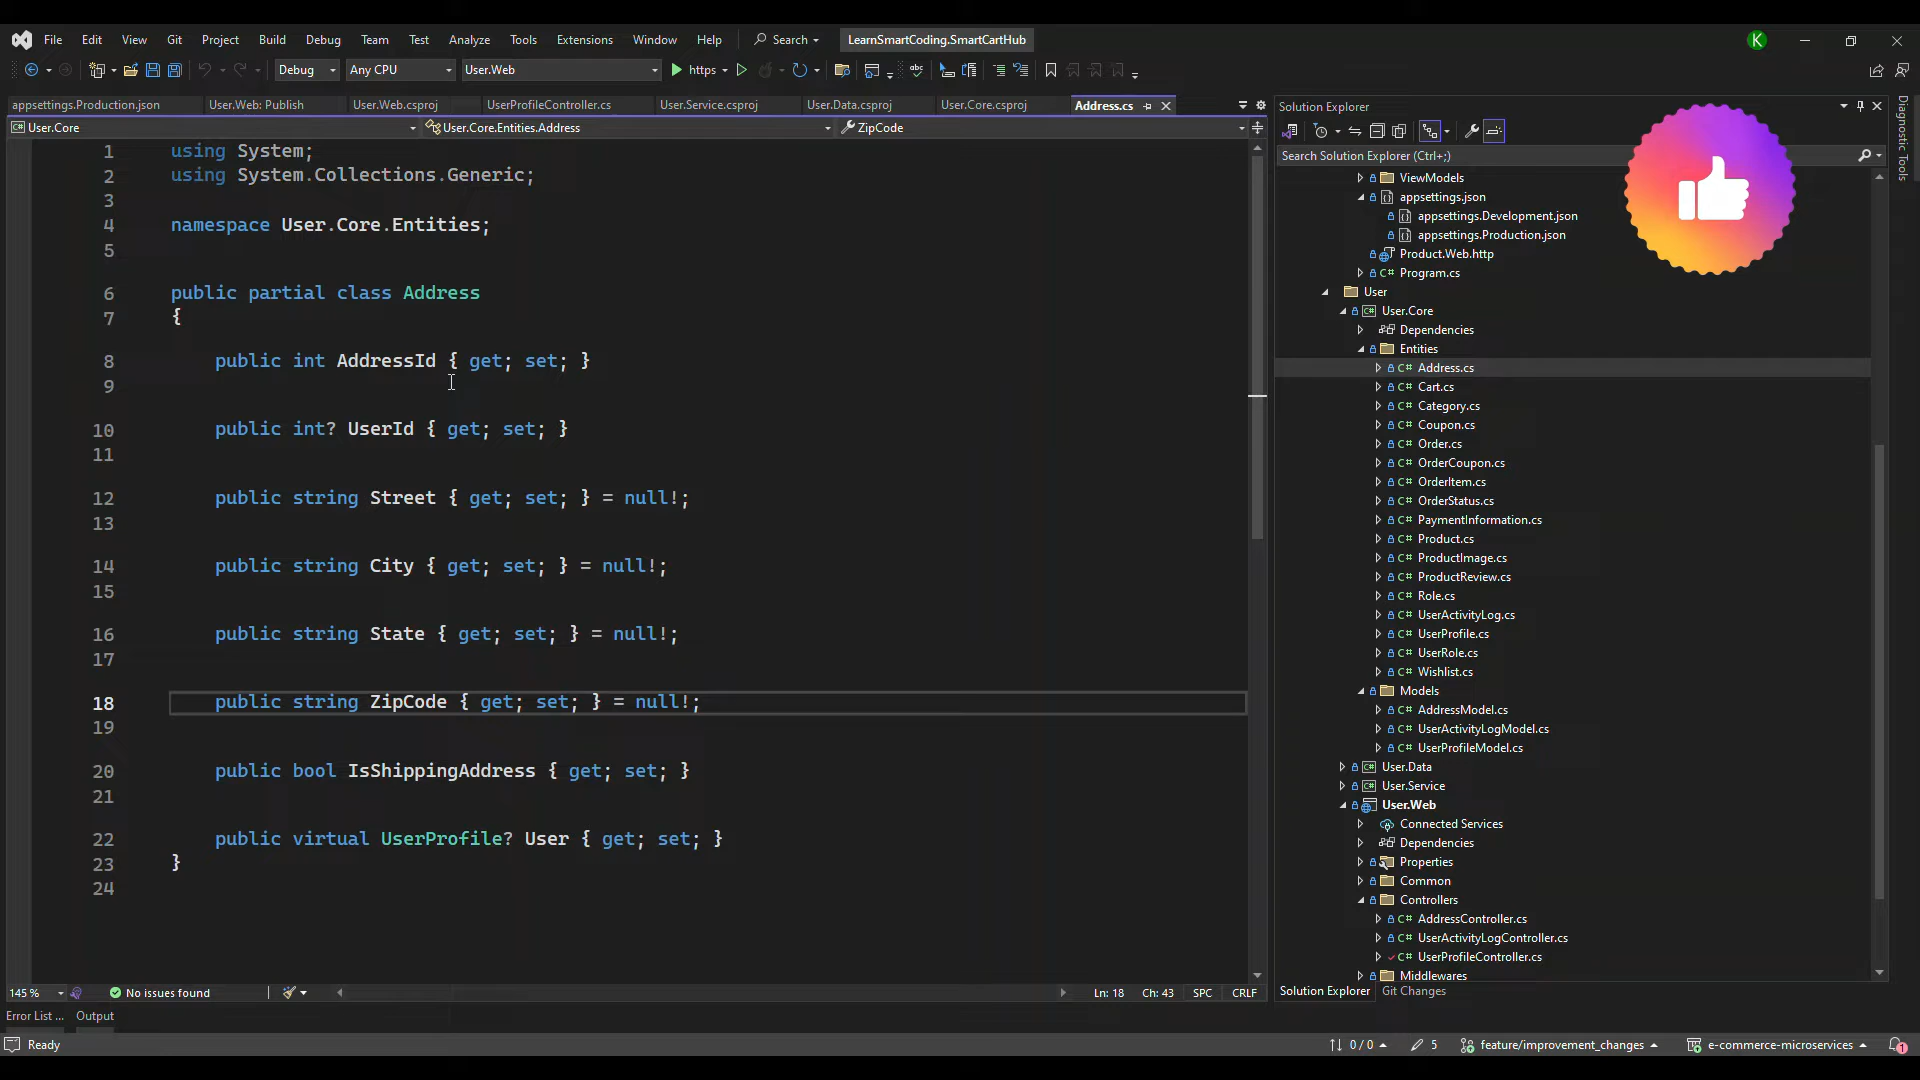 File Edit View Git Project Build Debug Team Test Analyze Tools Extensions Window Help Search LearnSmartCoding.SmartCartHub K
Debug Any CPU User.Web https
appsettings.Production.json User.Web: Publish User.Web.csproj UserProfileController.cs User.Service.csproj User.Data.csproj User.Core.csproj Address.cs
User.Core User.Core.Entities.Address ZipCode
1 using System;
2 using System.Collections.Generic;
3
4 namespace User.Core.Entities;
5
6 public partial class Address
7 {
8 public int AddressId { get; set; }
9
10 public int? UserId { get; set; }
11
12 public string Street { get; set; } = null!;
13
14 public string City { get; set; } = null!;
15
16 public string State { get; set; } = null!;
17
18 public string ZipCode { get; set; } = null!;
19
20 public bool IsShippingAddress { get; set; }
21
22 public virtual UserProfile? User { get; set; }
23 }
24
145 % No issues found Ln: 18 Ch: 43 SPC CRLF
Error List ... Output
Solution Explorer
Search Solution Explorer (Ctrl+;)
ViewModels
appsettings.json
appsettings.Development.json
appsettings.Production.json
Product.Web.http
C# Program.cs
User
C# User.Core
Dependencies
Entities
C# Address.cs
C# Cart.cs
C# Category.cs
C# Coupon.cs
C# Order.cs
C# OrderCoupon.cs
C# OrderItem.cs
C# OrderStatus.cs
C# PaymentInformation.cs
C# Product.cs
C# ProductImage.cs
C# ProductReview.cs
C# Role.cs
C# UserActivityLog.cs
C# UserProfile.cs
C# UserRole.cs
C# Wishlist.cs
Models
C# AddressModel.cs
C# UserActivityLogModel.cs
C# UserProfileModel.cs
C# User.Data
C# User.Service
User.Web
Connected Services
Dependencies
Properties
Common
Controllers
C# AddressController.cs
C# UserActivityLogController.cs
C# UserProfileController.cs
Middlewares
Solution Explorer Git Changes
Diagnostic Tools
Ready 0 / 0 5 feature/improvement_changes e-commerce-microservices 1